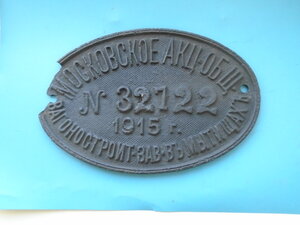 МОСКОВСКОЕ АКЦ. ОБЩ.
№ 32722
1915 г.
ВАГОНОСТРОИТ. ЗАВ. ВЪ МЫТИЩАХЪ